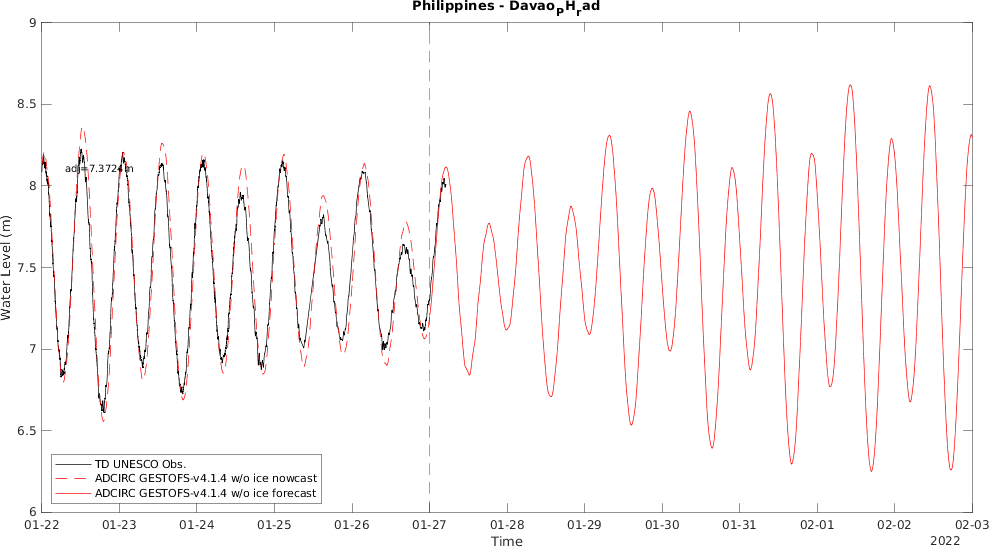 Philippines - DavaopHrad
9
8.5
8
7.5
7
6.5
6
Water Level (m)
adj=7.3724m
TD UNESCO Obs.
ADCIRC GESTOFS-v4.1.4 w/o ice nowcast
ADCIRC GESTOFS-v4.1.4 w/o ice forecast
01-22 01-23 01-24 01-25 01-26 01-27 01-28 01-29 01-30 01-31 02-01 02-02 02-03
Time
2022